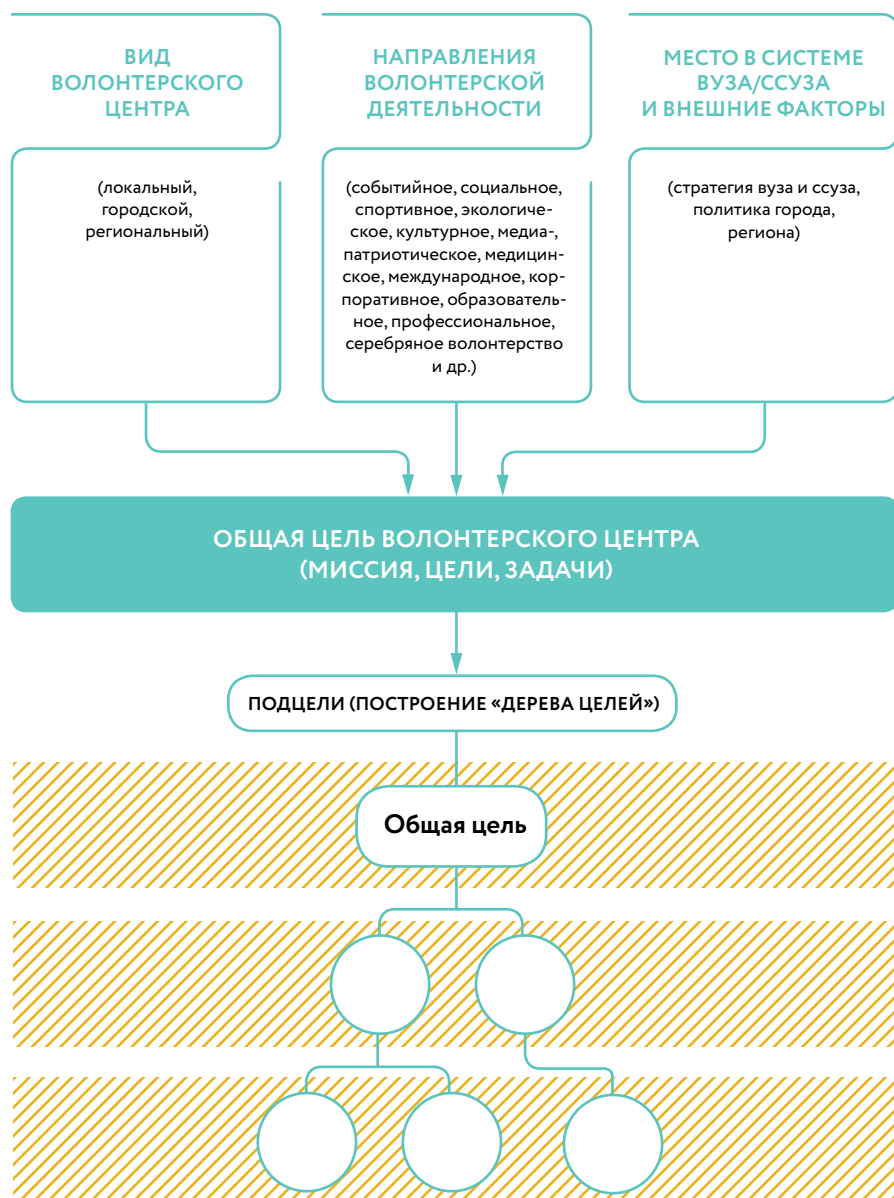 ВИД
ВОЛОНТЕРСКОГО
ЦЕНТРА
(локальный,
городской,
региональный)
НАПРАВЛЕНИЯ
ВОЛОНТЕРСКОЙ
ДЕЯТЕЛЬНОСТИ
(событийное, социальное,
спортивное, экологиче-
ское, культурное, медиа-,
патриотическое, медицин-
ское, международное, кор-
поративное, образователь-
ное, профессиональное,
серебряное волонтерство
и др.)
МЕСТО В СИСТЕМЕ
ВУЗА/ССУЗА
И ВНЕШНИЕ ФАКТОРЫ
(стратегия вуза и ссуза,
политика города,
региона)
ОБЩАЯ ЦЕЛЬ ВОЛОНТЕРСКОГО ЦЕНТРА
(МИССИЯ, ЦЕЛИ, ЗАДАЧИ)
ПОДЦЕЛИ (ПОСТРОЕНИЕ «ДЕРЕВА ЦЕЛЕЙ»)
Общая цель